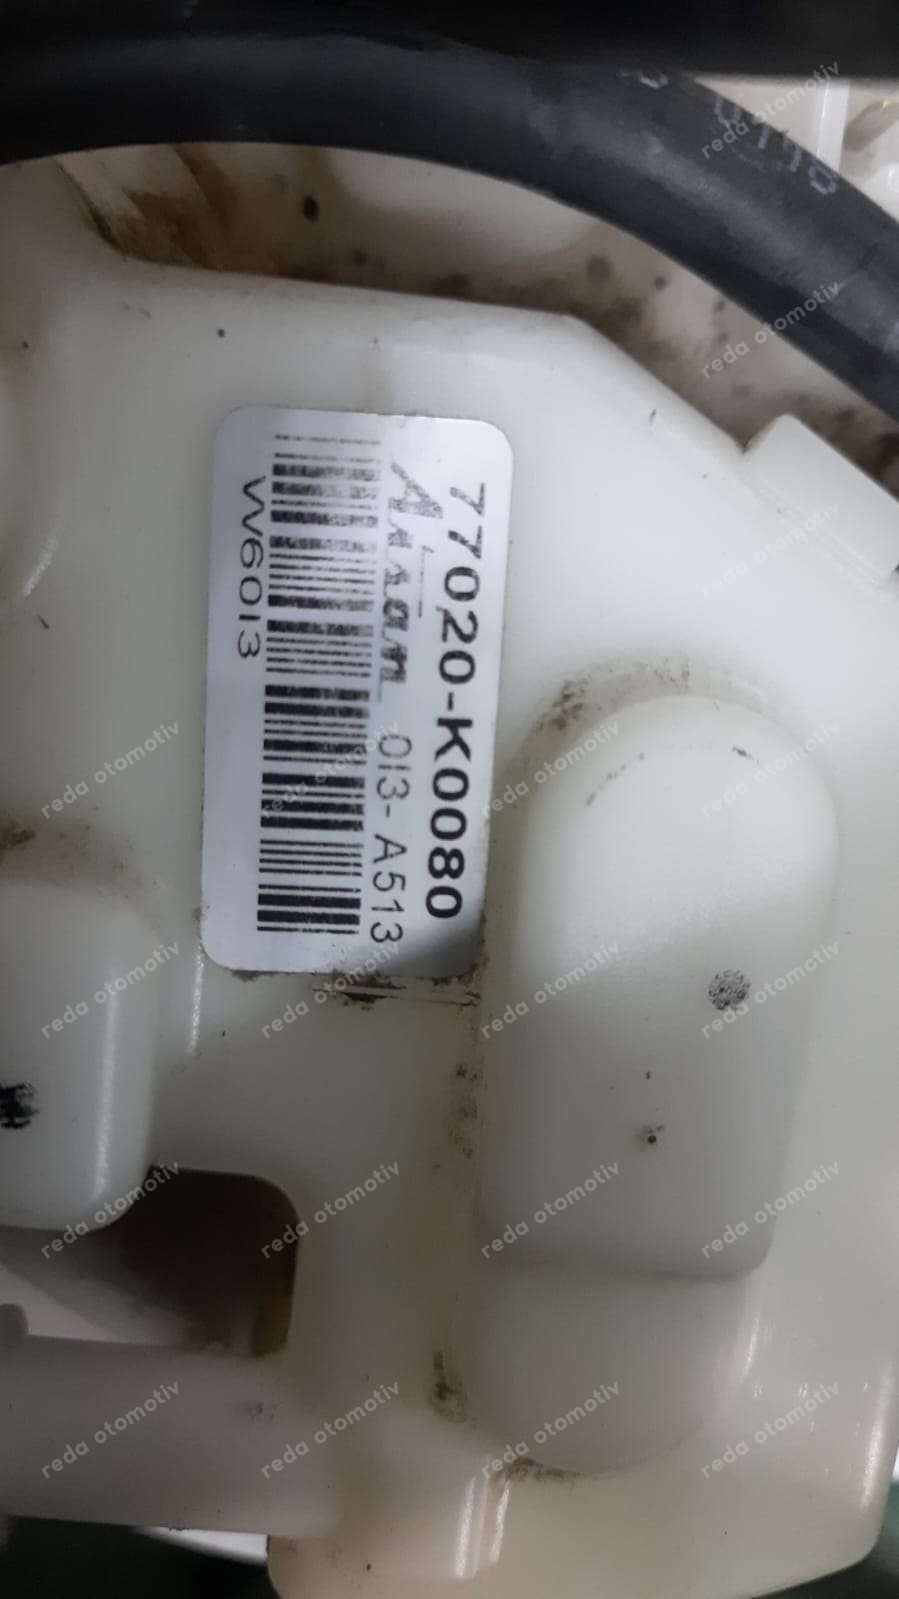 77020-K0080
Aisan 013-A513
W6013
reda otomotiv